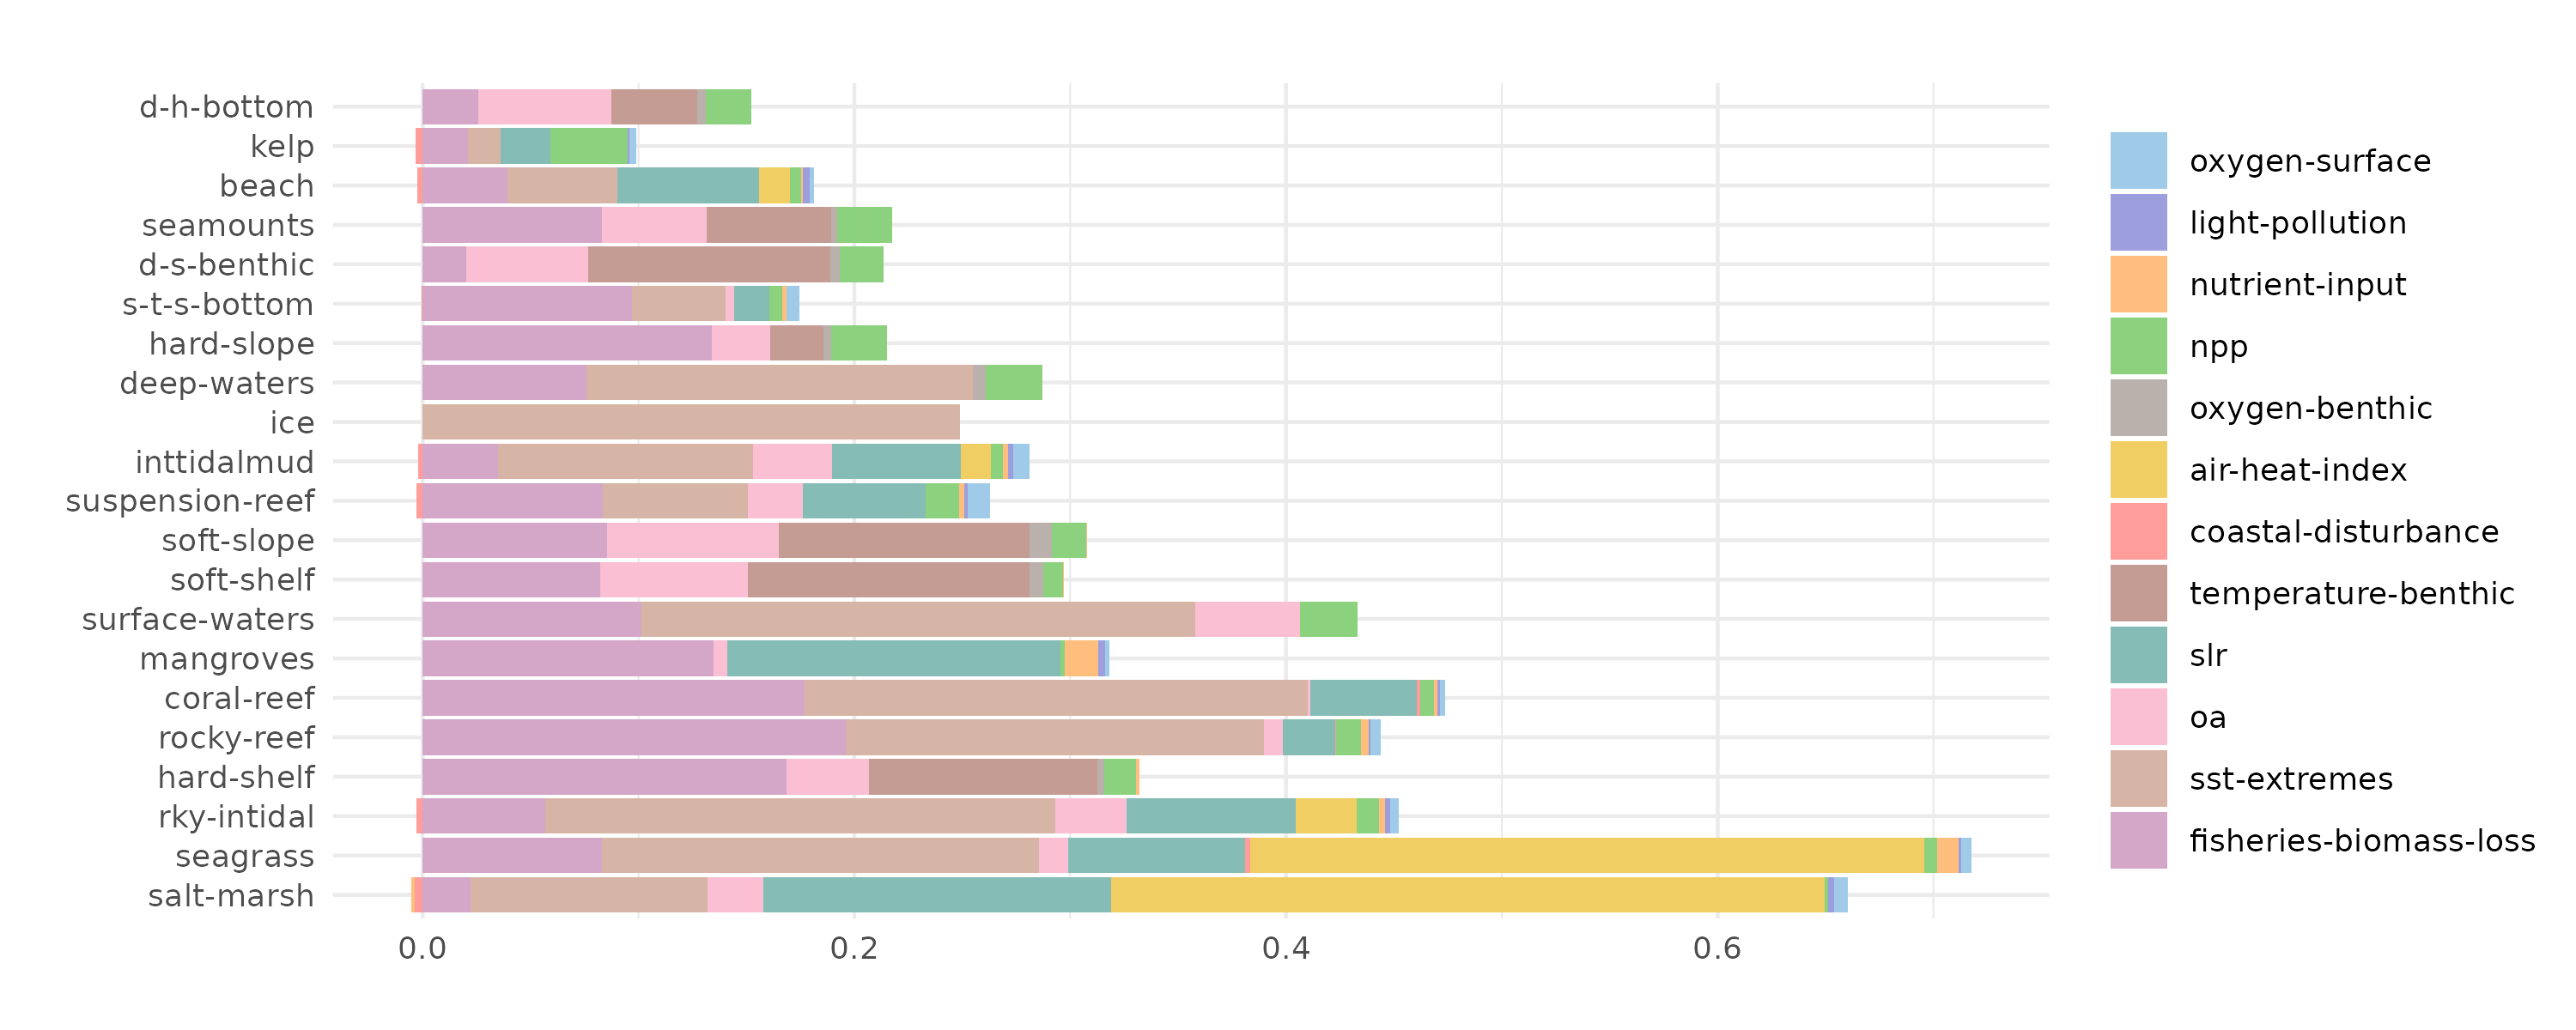 d-h-bottom
kelp
beach
seamounts
d-s-benthic
s-t-s-bottom
hard-slope
deep-waters
ice
inttidalmud
suspension-reef
soft-slope
soft-shelf
surface-waters
mangroves
coral-reef
rocky-reef
hard-shelf
rky-intidal
seagrass
salt-marsh
0.0 0.2 0.4 0.6
oxygen-surface
light-pollution
nutrient-input
npp
oxygen-benthic
air-heat-index
coastal-disturbance
temperature-benthic
slr
oa
sst-extremes
fisheries-biomass-loss